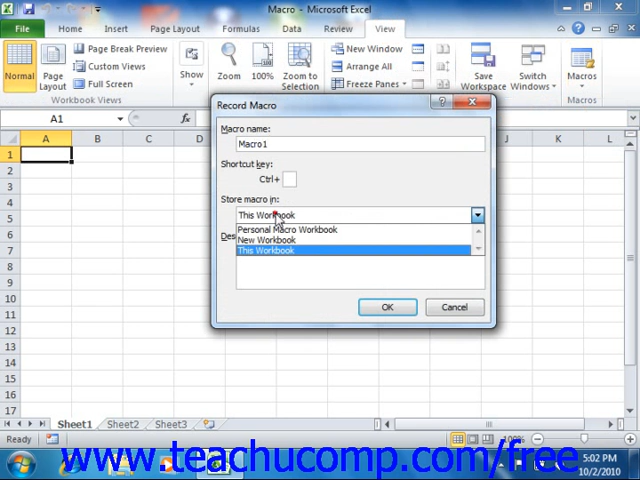 Macro - Microsoft Excel
File Home Insert Page Layout Formulas Data Review View
Normal
Page Layout
Page Break Preview
Custom Views
Full Screen
Workbook Views
Show
Zoom
100%
Zoom to Selection
New Window
Arrange All
Freeze Panes
Save Workspace
Switch Windows
Macros
Macros
A1
fx
A B C D J K L
1
2
3
4
5
6
7
8
9
10
11
12
13
14
15
16
17
Record Macro
Macro name:
Macro1
Shortcut key:
Ctrl+
Store macro in:
This Workbook
Personal Macro Workbook
New Workbook
This Workbook
Des
OK Cancel
Sheet1 Sheet2 Sheet3
Ready
100%
www.teachucomp.com/free
5:02 PM
10/2/2010